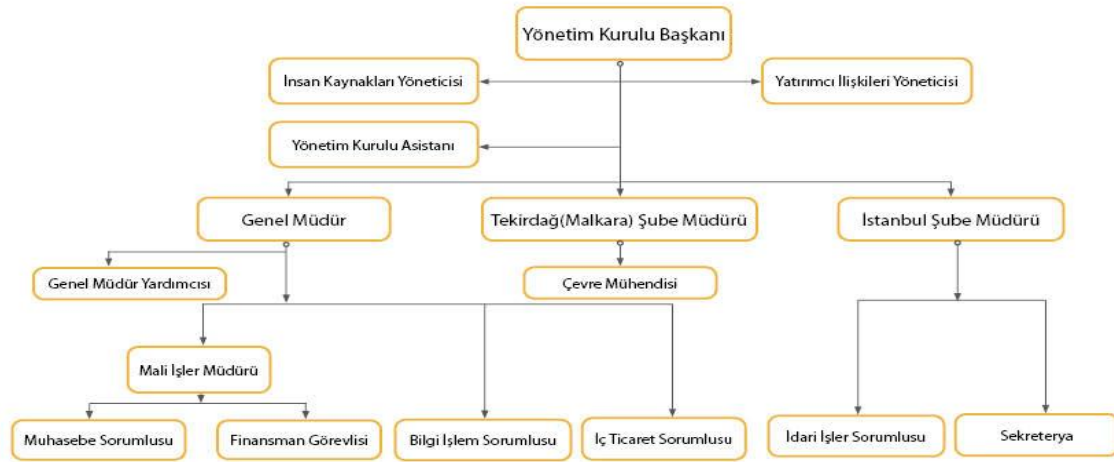 Yönetim Kurulu Başkanı
İnsan Kaynakları Yöneticisi
Yatırımcı İlişkileri Yöneticisi
Yönetim Kurulu Asistanı
Genel Müdür
Tekirdağ(Malkara) Şube Müdürü
İstanbul Şube Müdürü
Genel Müdür Yardımcısı
Çevre Mühendisi
Mali İşler Müdürü
Muhasebe Sorumlusu
Finansman Görevlisi
Bilgi İşlem Sorumlusu
İç Ticaret Sorumlusu
İdari İşler Sorumlusu
Sekreterya